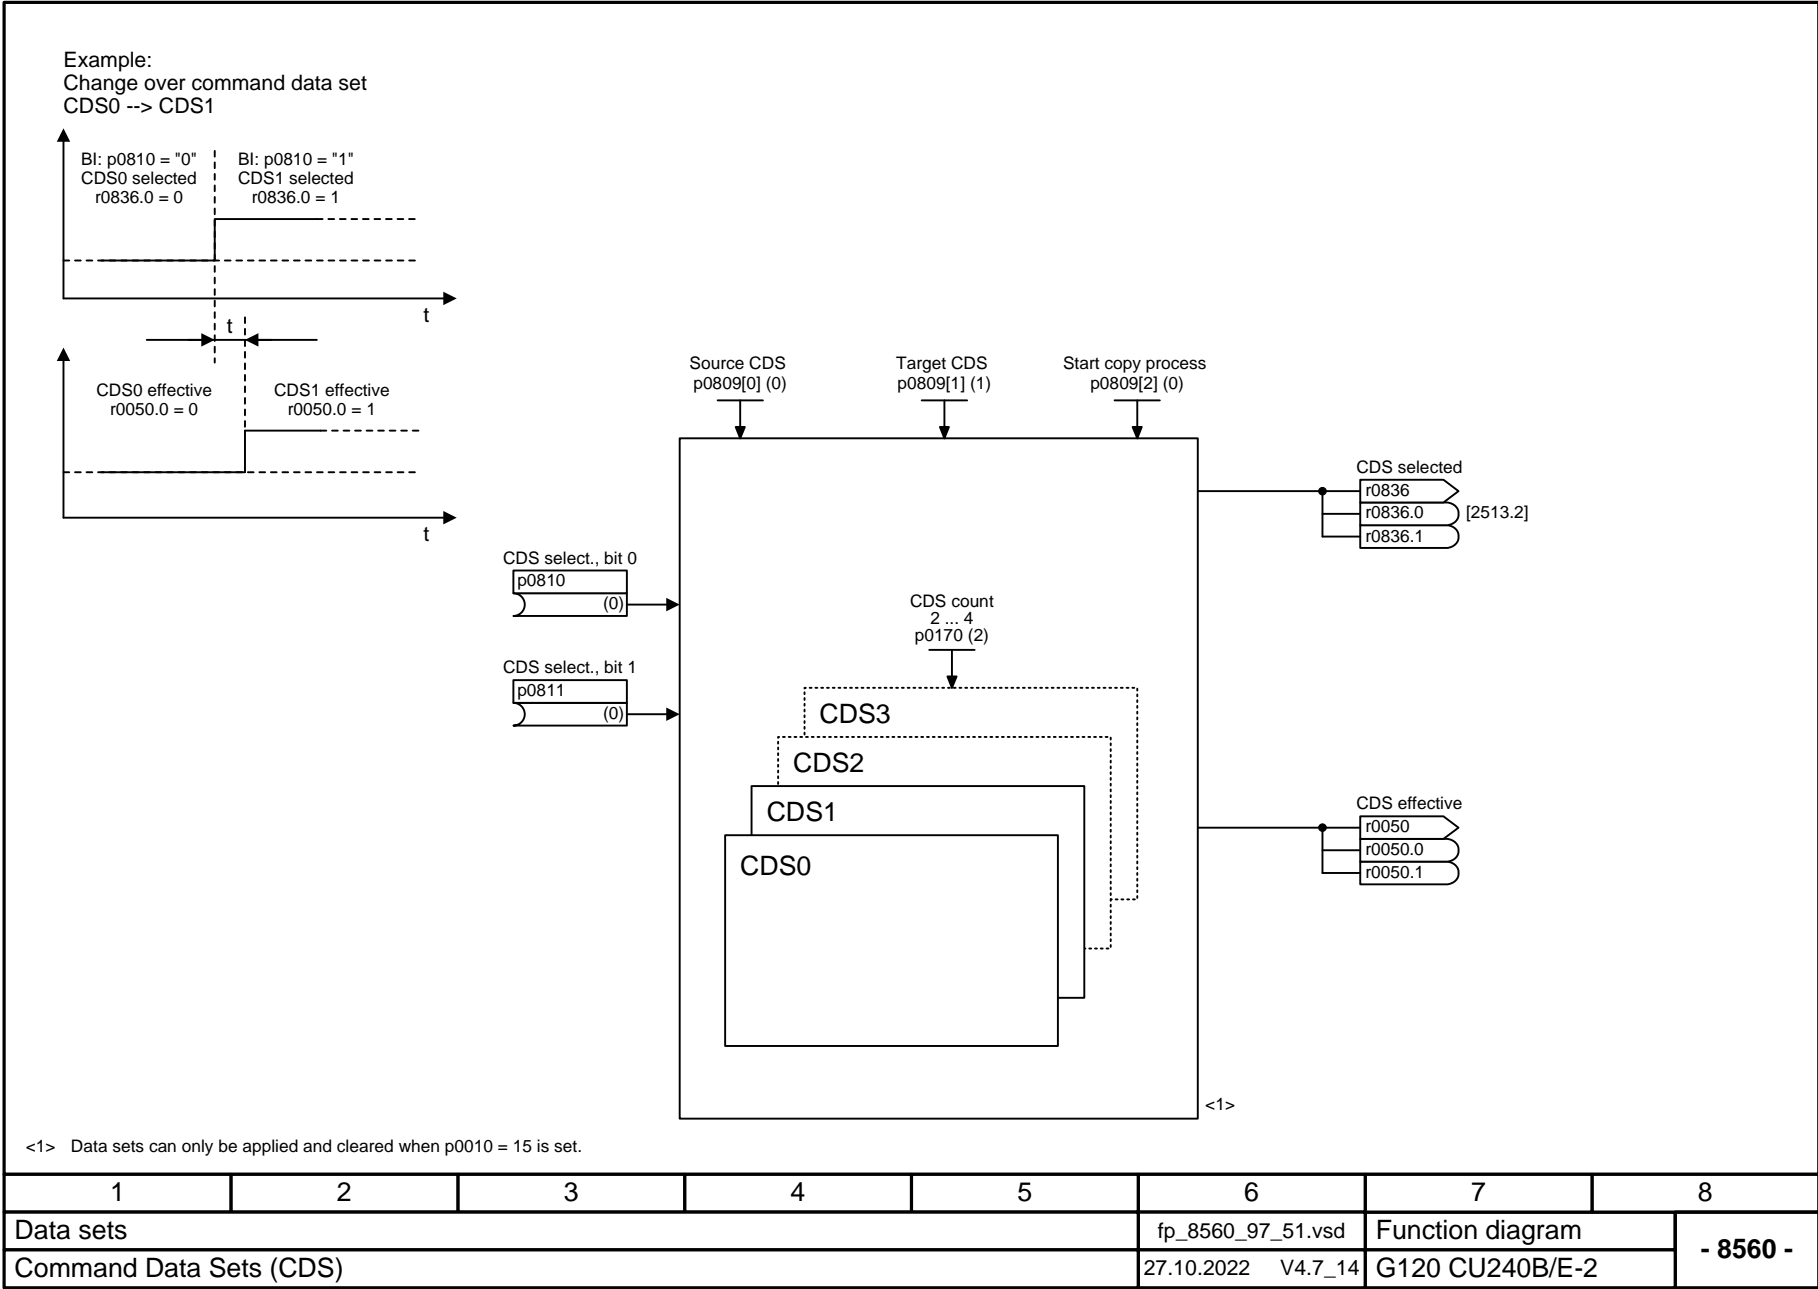 Example:
Change over command data set
CDS0 --> CDS1
BI: p0810 = "0"
CDS0 selected
r0836.0 = 0
BI: p0810 = "1"
CDS1 selected
r0836.0 = 1
t
t
CDS0 effective
r0050.0 = 0
CDS1 effective
r0050.0 = 1
t
Source CDS
p0809[0] (0)
Target CDS
p0809[1] (1)
Start copy process
p0809[2] (0)
CDS selected
r0836
r0836.0
[2513.2]
r0836.1
CDS select., bit 0
p0810
(0)
CDS count
2 ... 4
p0170 (2)
CDS select., bit 1
p0811
(0)
CDS3
CDS2
CDS1
CDS0
CDS effective
r0050
r0050.0
r0050.1
<1>
<1> Data sets can only be applied and cleared when p0010 = 15 is set.
1 2 3 4 5 6 7 8
Data sets
fp_8560_97_51.vsd
Function diagram
- 8560 -
Command Data Sets (CDS)
27.10.2022 V4.7_14
G120 CU240B/E-2